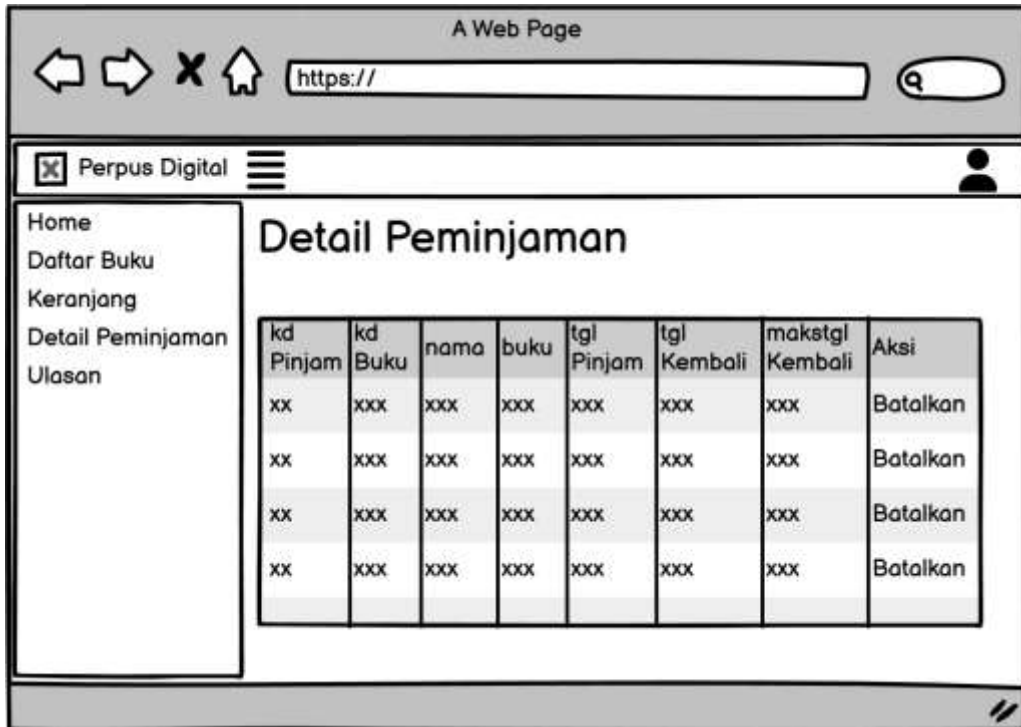 A Web Page
https://
Perpus Digital
Home
Daftar Buku
Keranjang
Detail Peminjaman
Ulasan
Detail Peminjaman
kd Pinjam kd Buku nama buku tgl Pinjam tgl Kembali makstgl Kembali Aksi
xx xxx xxx xxx xxx xxx xxx Batalkan
xx xxx xxx xxx xxx xxx xxx Batalkan
xx xxx xxx xxx xxx xxx xxx Batalkan
xx xxx xxx xxx xxx xxx xxx Batalkan